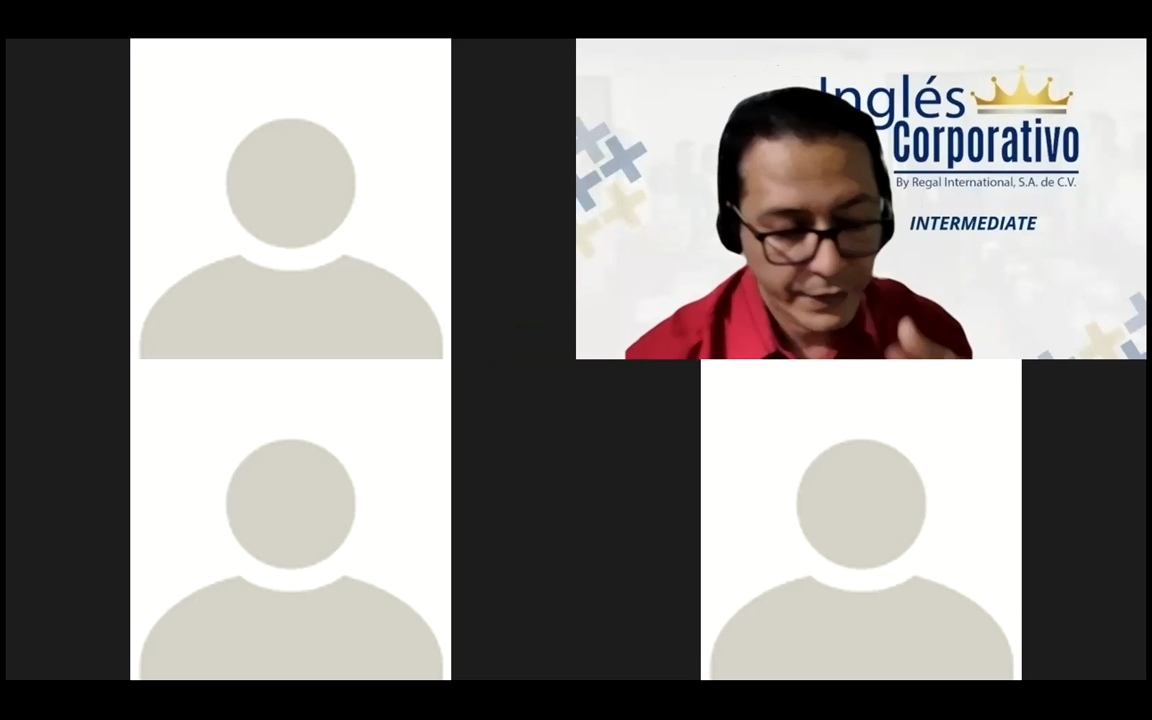 Inglés
Corporativo
By Regal International, S.A. de C.V.
INTERMEDIATE